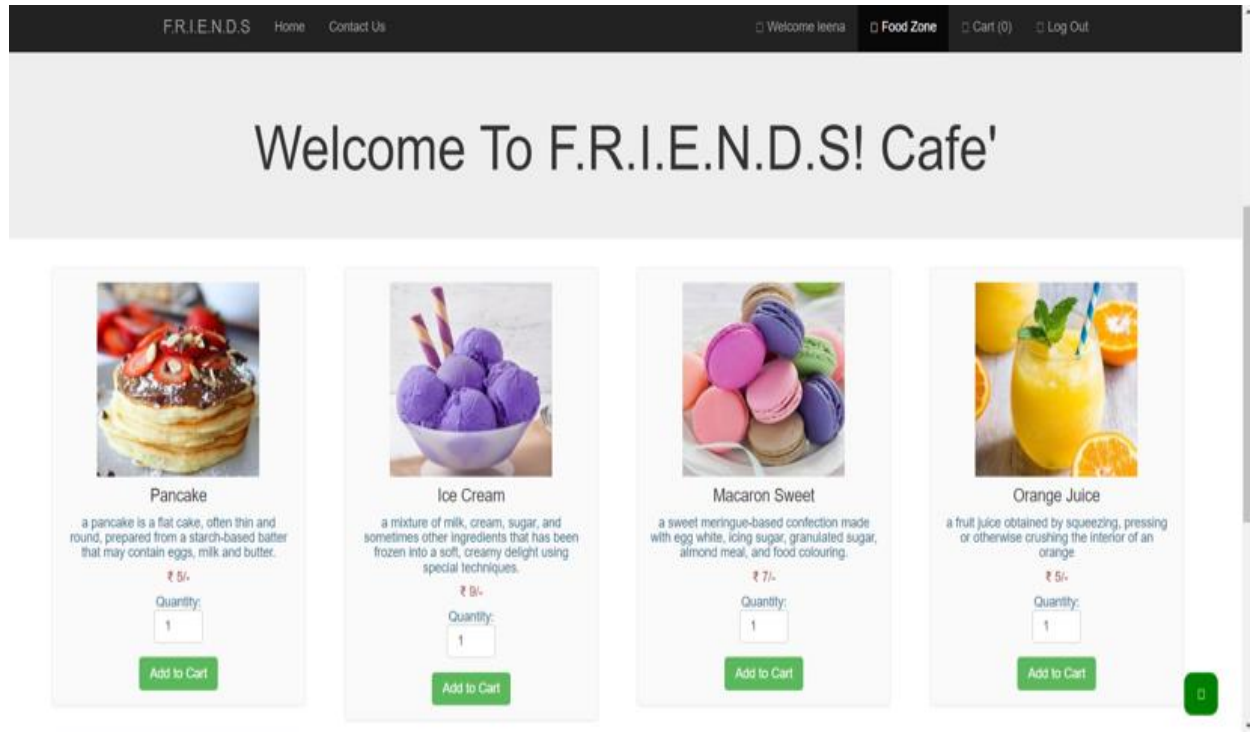 F.R.I.E.N.D.S Home Contact Us Welcome leena Food Zone Cart (0) Log Out
Welcome To F.R.I.E.N.D.S! Cafe'
Pancake
a pancake is a flat cake, often thin and
round, prepared from a starch-based batter
that may contain eggs, milk and butter.
₹ 5/-
Quantity:
1
Add to Cart
Ice Cream
a mixture of milk, cream, sugar, and
sometimes other ingredients that has been
frozen into a soft, creamy delight using
special techniques.
₹ 9/-
Quantity:
1
Add to Cart
Macaron Sweet
a sweet meringue-based confection made
with egg white, icing sugar, granulated sugar,
almond meal, and food colouring.
₹ 7/-
Quantity:
1
Add to Cart
Orange Juice
a fruit juice obtained by squeezing, pressing
or otherwise crushing the interior of an
orange
₹ 5/-
Quantity:
1
Add to Cart